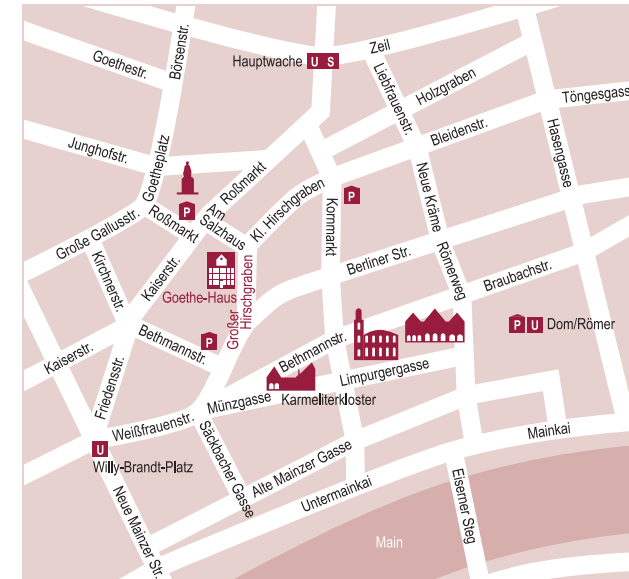 Zeil
Goethestr.
Börsenstr.
Hauptwache U S
Liebfrauenstr.
Holzgraben
Töngesgass
Bleidenstr.
Hasengasse
Junghofstr.
Goetheplatz
Roßmarkt
Am
Salzhaus
P
Roßmarkt
Große Gallusstr.
Kl. Hirschgraben
Kornmarkt
P
Neue Kräme
Römerweg
Berliner Str.
Braubachstr.
Kirchnerstr.
Kaiserstr.
Goethe-Haus
Großer
Hirschgraben
P
Bethmannstr.
Bethmannstr.
P U Dom/Römer
Kaiserstr.
Friedensstr.
Limpurgergasse
Karmeliterkloster
Münzgasse
Weißfrauenstr.
U
Willy-Brandt-Platz
Säckbacher Gasse
Alte Mainzer Gasse
Untermainkai
Mainkai
Neue Mainzer Str.
Eiserner Steg
Main